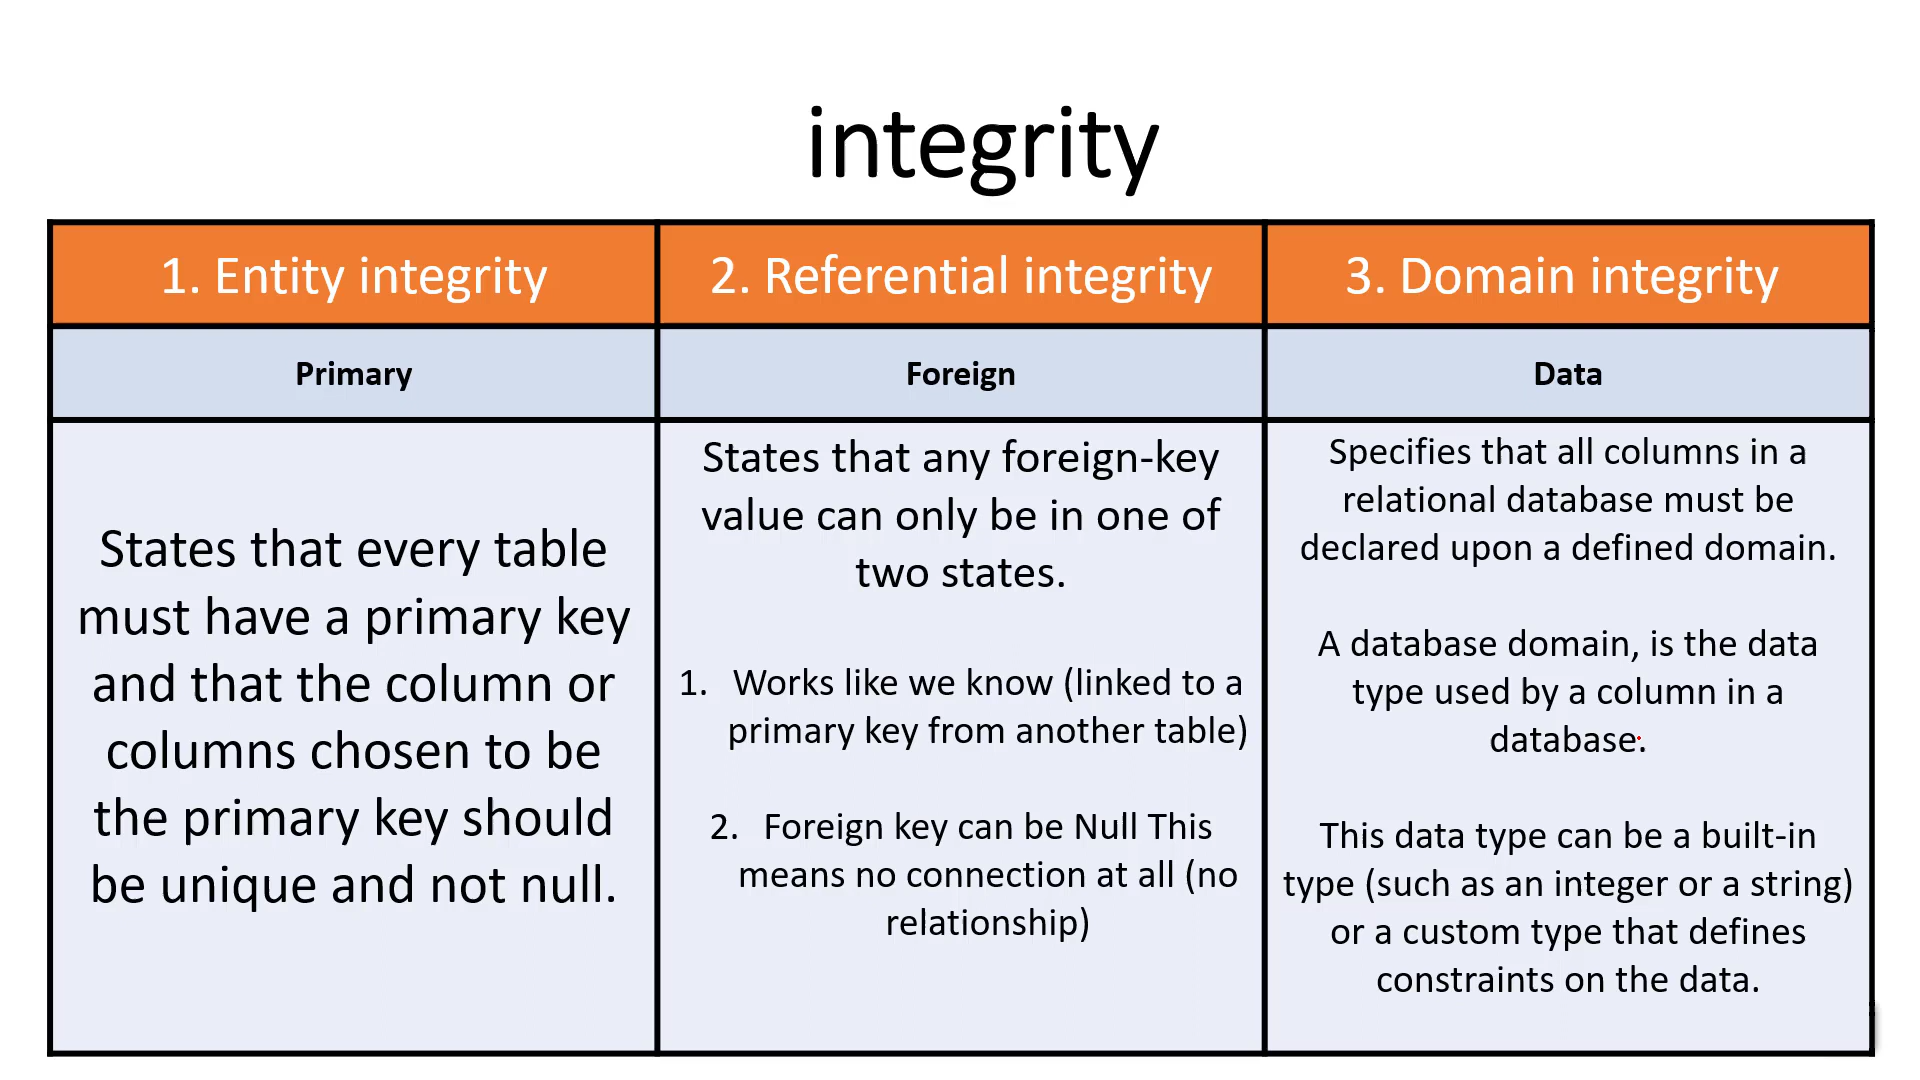 integrity
1. Entity integrity
2. Referential integrity
3. Domain integrity
Primary
Foreign
Data
States that every table
must have a primary key
and that the column or
columns chosen to be
the primary key should
be unique and not null.
States that any foreign-key
value can only be in one of
two states.
1. Works like we know (linked to a
primary key from another table)
2. Foreign key can be Null This
means no connection at all (no
relationship)
Specifies that all columns in a
relational database must be
declared upon a defined domain.
A database domain, is the data
type used by a column in a
database.
This data type can be a built-in
type (such as an integer or a string)
or a custom type that defines
constraints on the data.